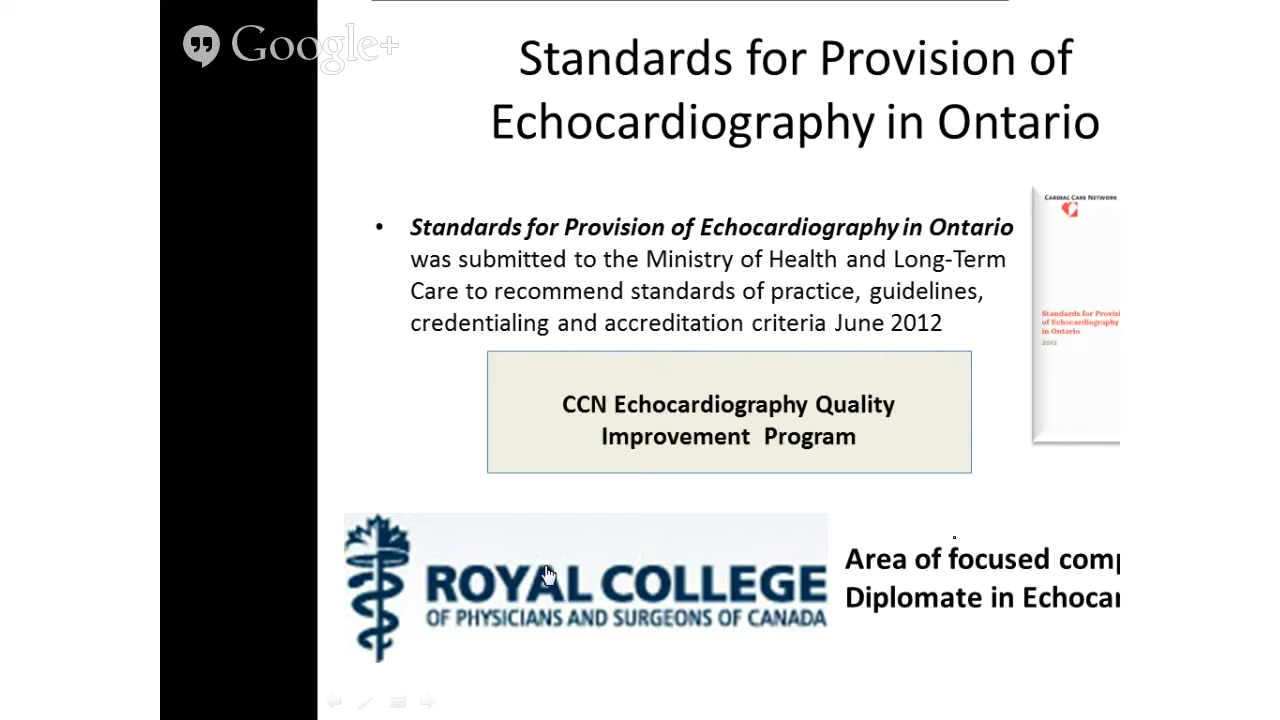 Google+
Standards for Provision of
Echocardiography in Ontario
• Standards for Provision of Echocardiography in Ontario
was submitted to the Ministry of Health and Long-Term
Care to recommend standards of practice, guidelines,
credentialing and accreditation criteria June 2012
CARDIAC CARE NETWORK
Standards for Provisi
of Echocardiography
in Ontario
2012
CCN Echocardiography Quality
Improvement Program
ROYAL COLLEGE
OF PHYSICIANS AND SURGEONS OF CANADA
Area of focused comp
Diplomate in Echocar